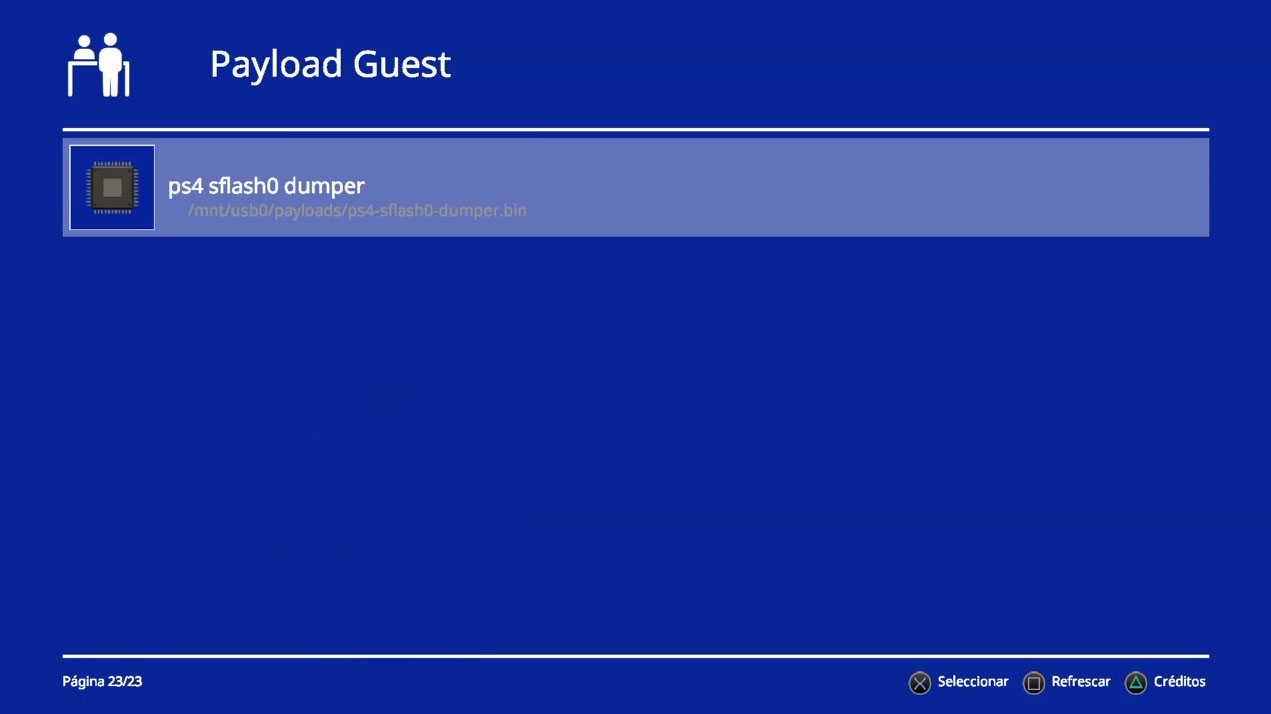 Payload Guest
ps4 sflash0 dumper
/mnt/usb0/payloads/ps4-sflash0-dumper.bin
Página 23/23
Seleccionar
Refrescar
Créditos